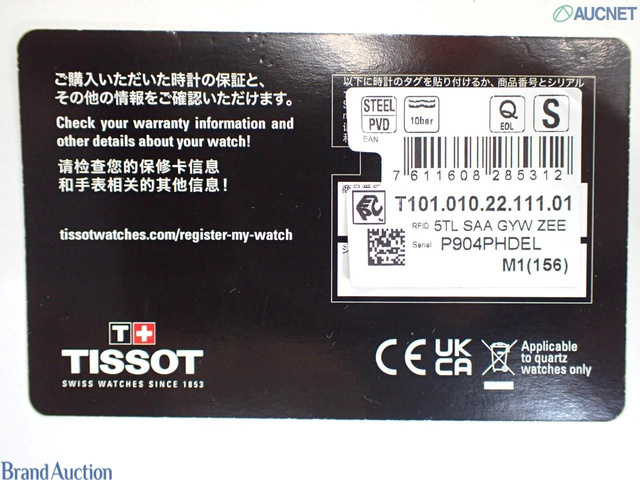 AUCNET
ご購入いただいた時計の保証と、
その他の情報をご確認いただけます。
Check your warranty information and
other details about your watch!
请检查您的保修卡信息
和手表相关的其他信息！
tissotwatches.com/register-my-watch
以下に時計のタグを貼り付けるか、商品番号とシリアル
STEEL
PVD
10bar
Q
EOL
S
EAN
7 611608 285312
T101.010.22.111.01
RFID 5TL SAA GYW ZEE
Serial P904PHDEL
M1(156)
T+
TISSOT
SWISS WATCHES SINCE 1853
CE UK
CA
Applicable
to quartz
watches only
Brand Auction